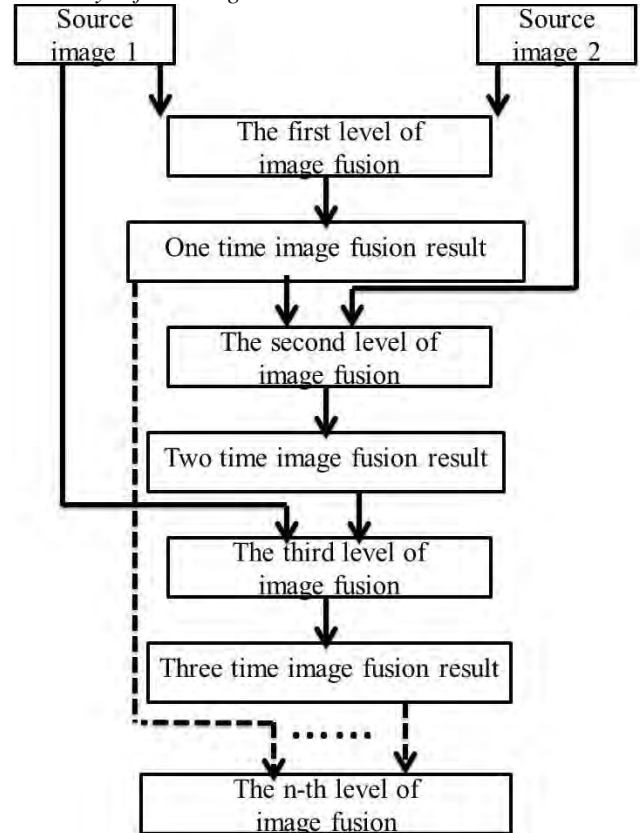 Source
image 1
Source
image 2
The first level of
image fusion
One time image fusion result
The second level of
image fusion
Two time image fusion result
The third level of
image fusion
Three time image fusion result
......
The n-th level of
image fusion